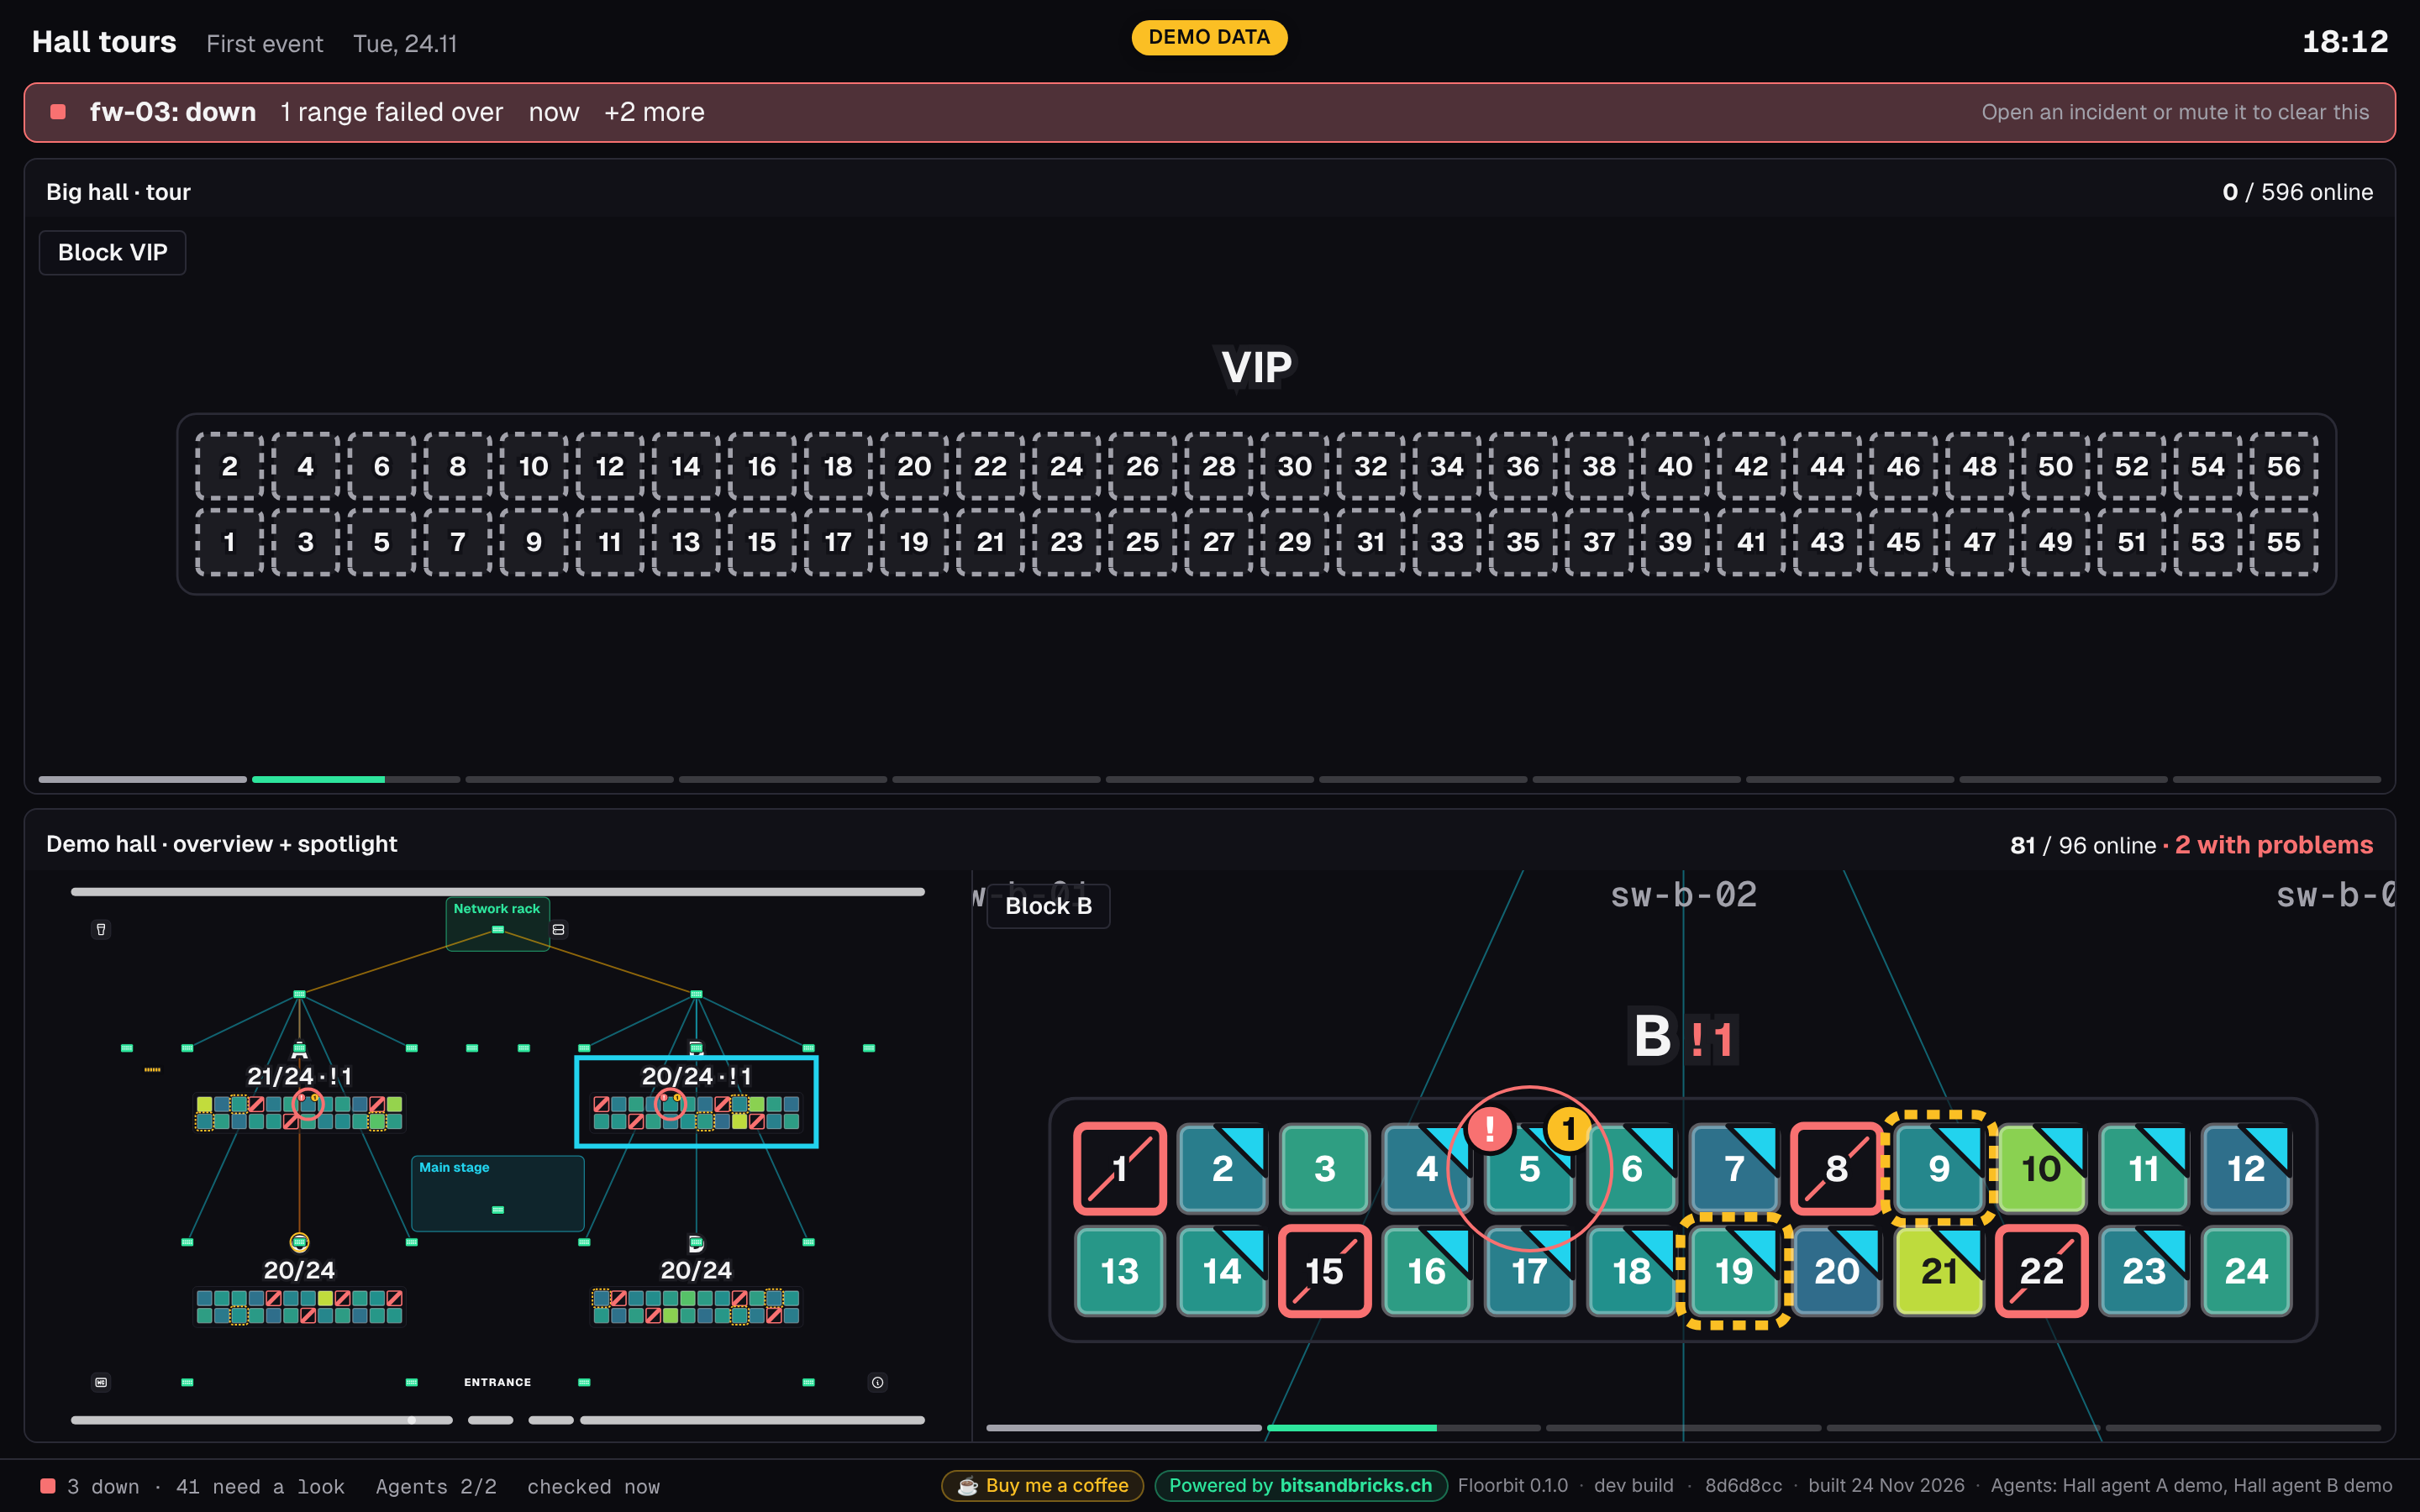 Hall tours First event Tue, 24.11 DEMO DATA 18:12
fw-03: down 1 range failed over now +2 more Open an incident or mute it to clear this
Big hall · tour 0 / 596 online
Block VIP
VIP
2 4 6 8 10 12 14 16 18 20 22 24 26 28 30 32 34 36 38 40 42 44 46 48 50 52 54 56
1 3 5 7 9 11 13 15 17 19 21 23 25 27 29 31 33 35 37 39 41 43 45 47 49 51 53 55
Demo hall · overview + spotlight 81 / 96 online · 2 with problems
Network rack
A
21/24 · !1 20/24 · !1
Main stage
20/24 20/24
WC ENTRANCE
Block B sw-b-02 sw-b-0
B !1
! 1
1 2 3 4 5 6 7 8 9 10 11 12
13 14 15 16 17 18 19 20 21 22 23 24
3 down · 41 need a look Agents 2/2 checked now ☕ Buy me a coffee Powered by bitsandbricks.ch Floorbit 0.1.0 · dev build · 8d6d8cc · built 24 Nov 2026 · Agents: Hall agent A demo, Hall agent B demo